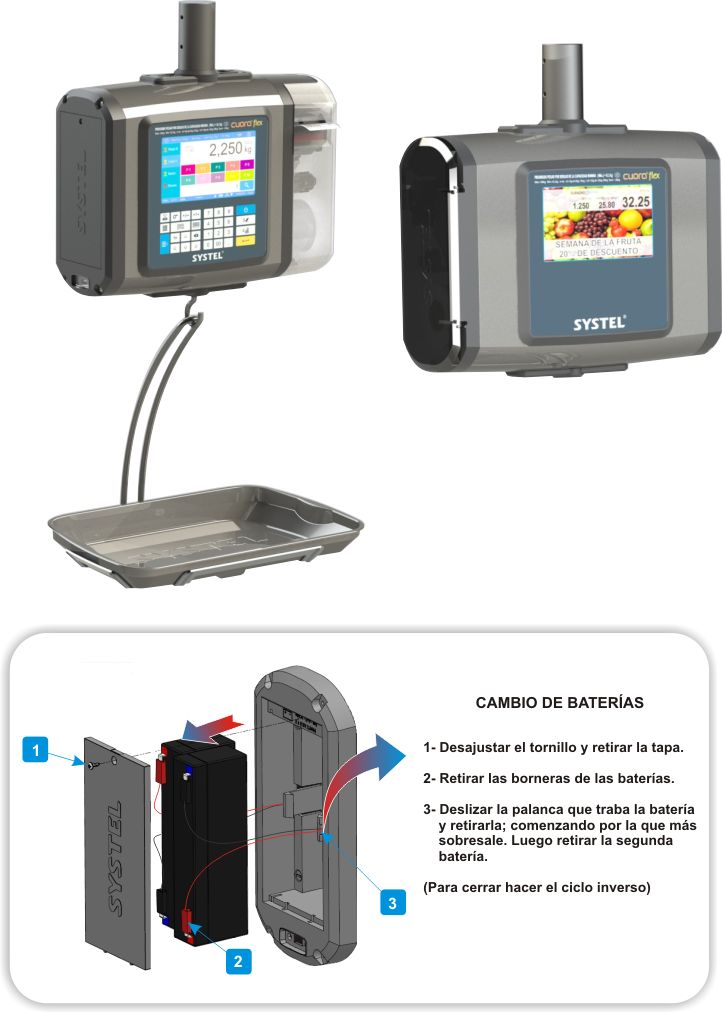 cuora flex
2,250 kg
SYSTEL
SYSTEL
cuora flex
1.250 25.80 32.25
SEMANA DE LA FRUTA
20% DE DESCUENTO
SYSTEL
CAMBIO DE BATERÍAS
1- Desajustar el tornillo y retirar la tapa.
2- Retirar las borneras de las baterías.
3- Deslizar la palanca que traba la batería
y retirarla; comenzando por la que más
sobresale. Luego retirar la segunda
batería.
(Para cerrar hacer el ciclo inverso)
1
SYSTEL
2
3